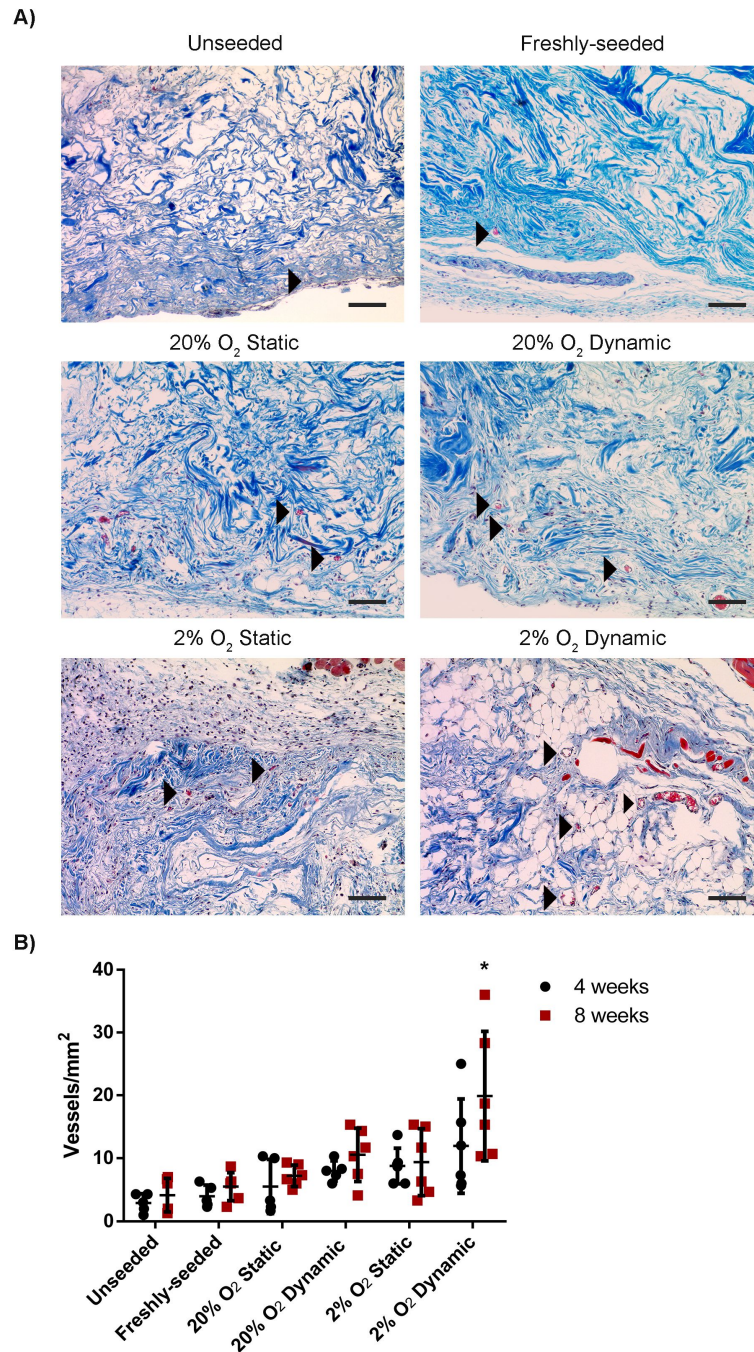 A)
Unseeded Freshly-seeded
20% O2 Static 20% O2 Dynamic
2% O2 Static 2% O2 Dynamic
B)
40
30
20
10
0
Vessels/mm2
*
4 weeks
8 weeks
Unseeded
Freshly-seeded
20% O2 Static
20% O2 Dynamic
2% O2 Static
2% O2 Dynamic